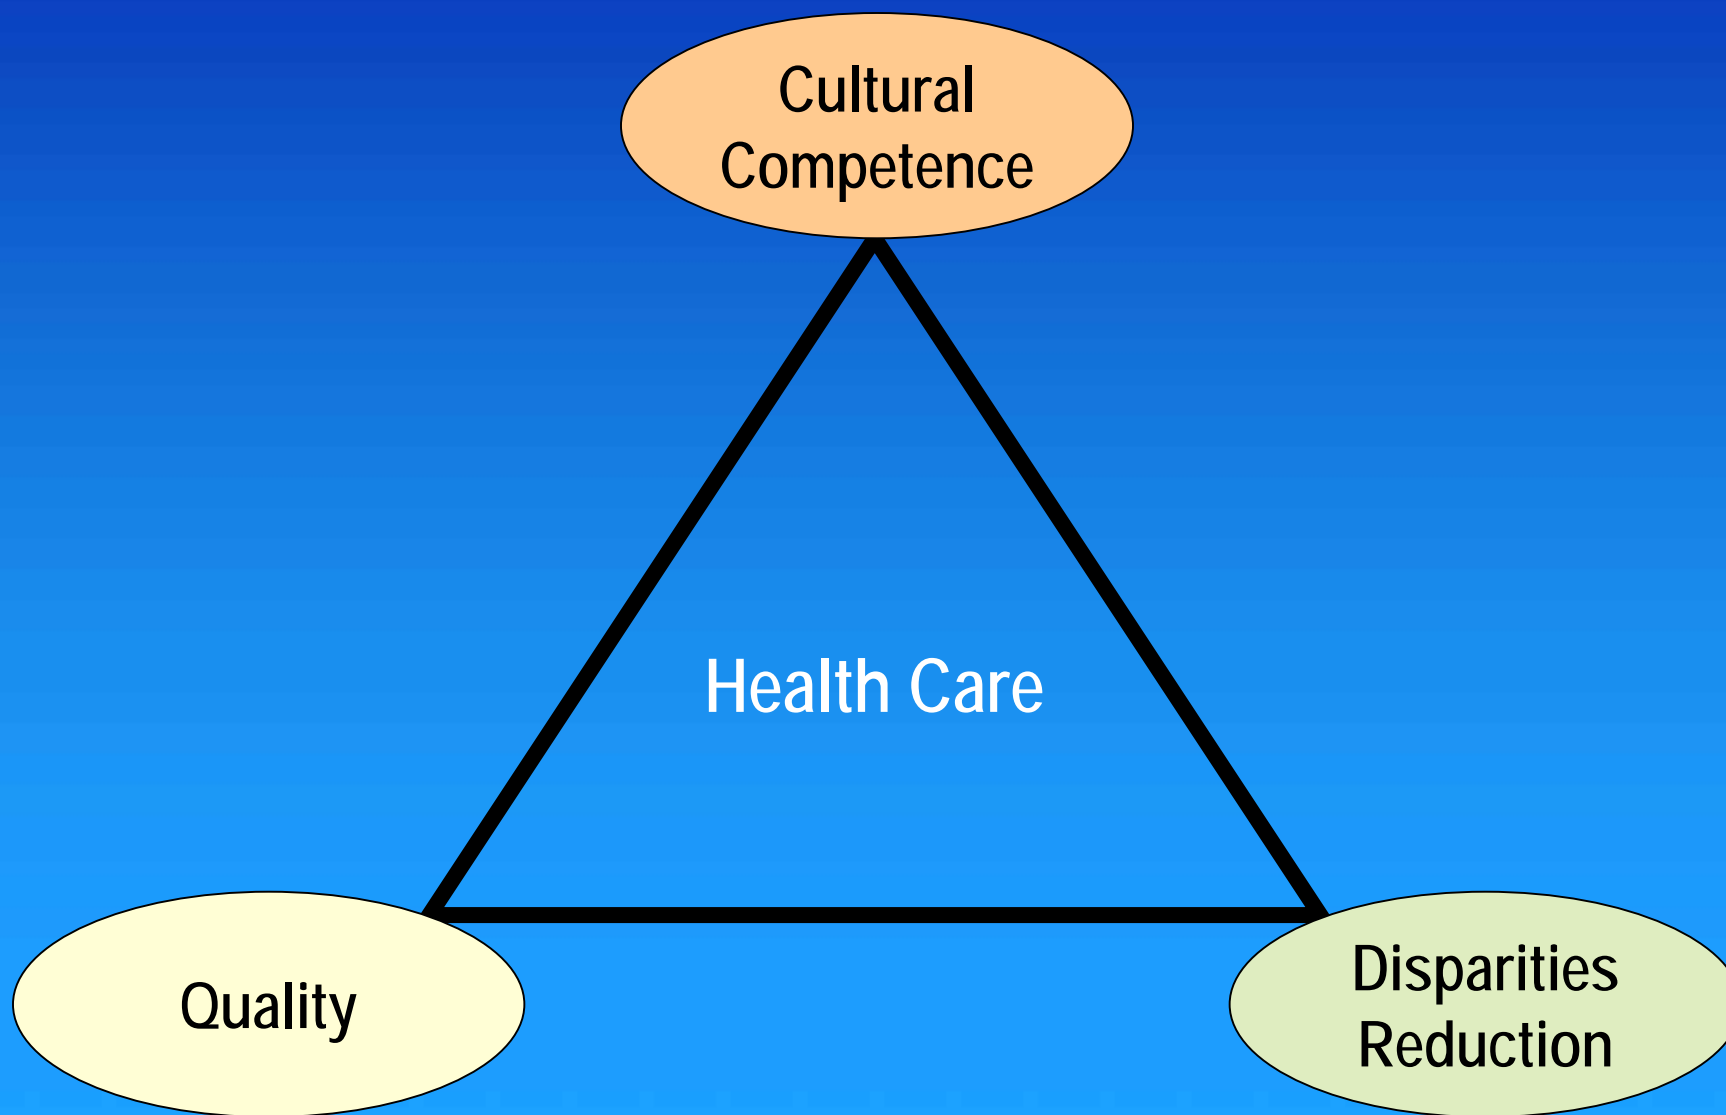 Cultural
Competence
Health Care
Quality
Disparities
Reduction